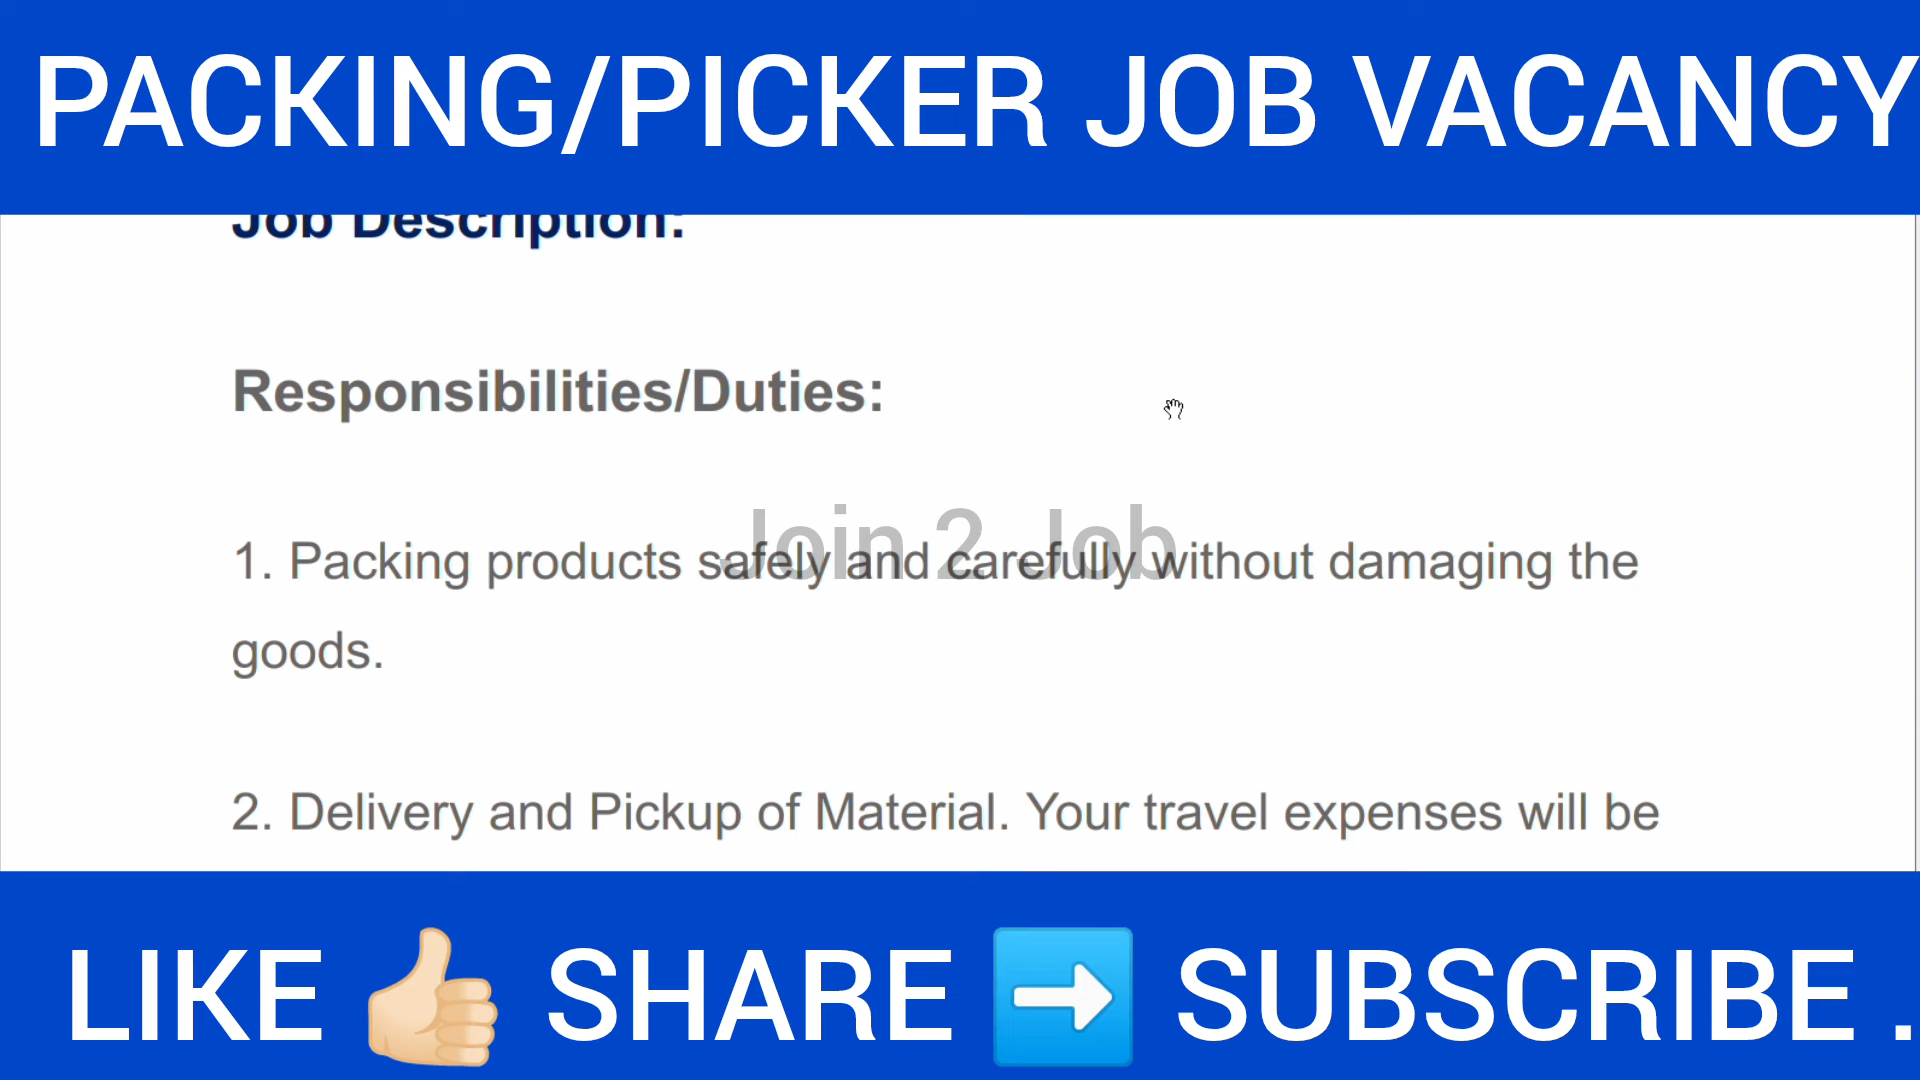 PACKING/PICKER JOB VACANCY
Job Description:
Responsibilities/Duties:
Join 2 Job
1. Packing products safely and carefully without damaging the
goods.
2. Delivery and Pickup of Material. Your travel expenses will be
LIKE 👍🏻 SHARE ➡️ SUBSCRIBE .